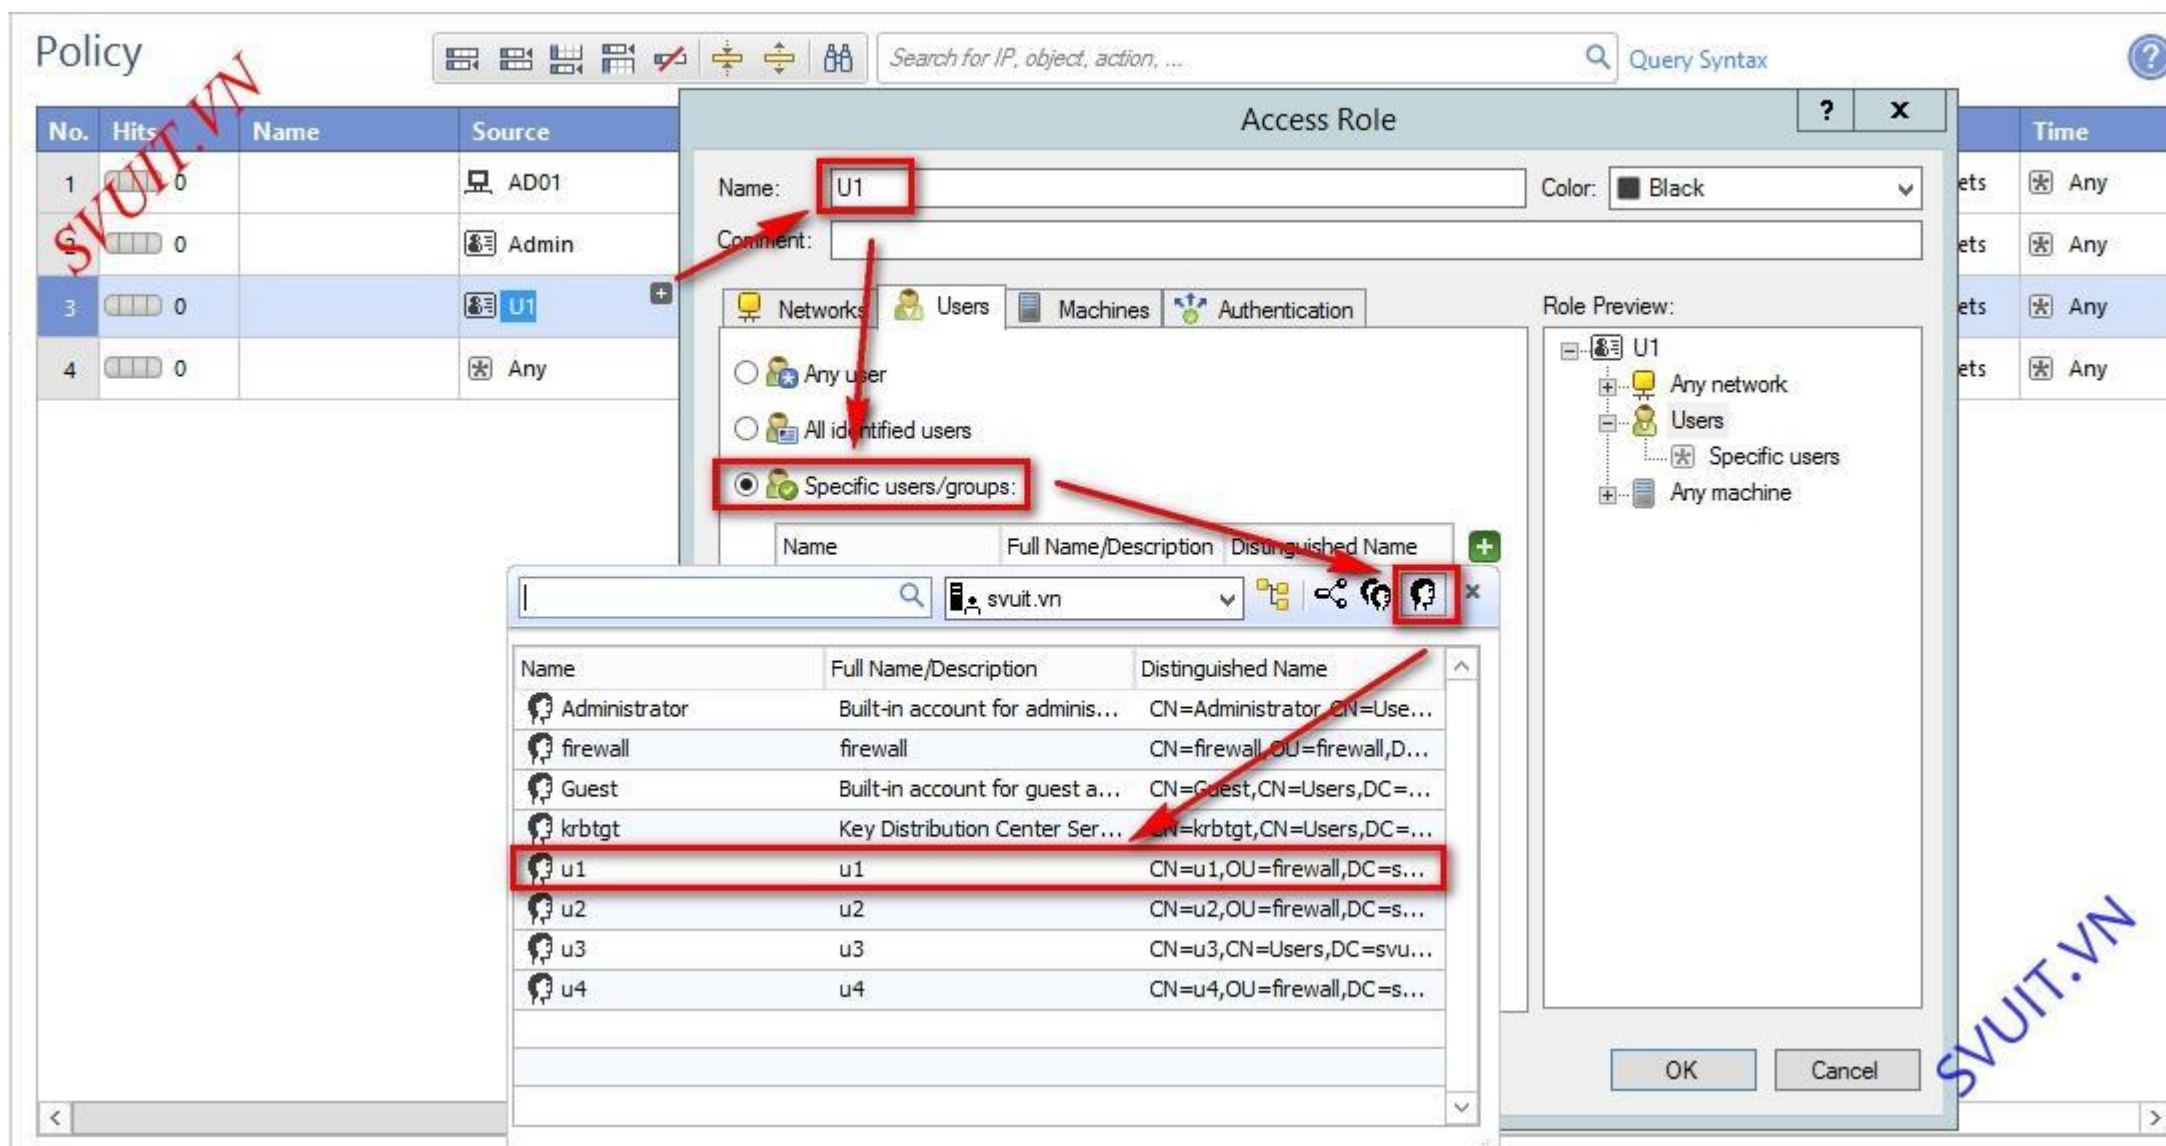 Policy
Search for IP, object, action, ...
Query Syntax
?
No. Hits Name Source Time
1 0 AD01 ets Any
2 0 Admin ets Any
3 0 U1 ets Any
4 0 Any ets Any
SVUIT.VN
Access Role
? x
Name: U1 Color: Black
Comment:
Networks Users Machines Authentication
Role Preview:
Any user
All identified users
Specific users/groups:
Name Full Name/Description Distinguished Name
U1
Any network
Users
Specific users
Any machine
svuit.vn
Name Full Name/Description Distinguished Name
Administrator Built-in account for adminis... CN=Administrator,CN=Use...
firewall firewall CN=firewall,OU=firewall,D...
Guest Built-in account for guest a... CN=Guest,CN=Users,DC=...
krbtgt Key Distribution Center Ser... CN=krbtgt,CN=Users,DC=...
u1 u1 CN=u1,OU=firewall,DC=s...
u2 u2 CN=u2,OU=firewall,DC=s...
u3 u3 CN=u3,CN=Users,DC=svu...
u4 u4 CN=u4,OU=firewall,DC=s...
OK Cancel
SVUIT.VN